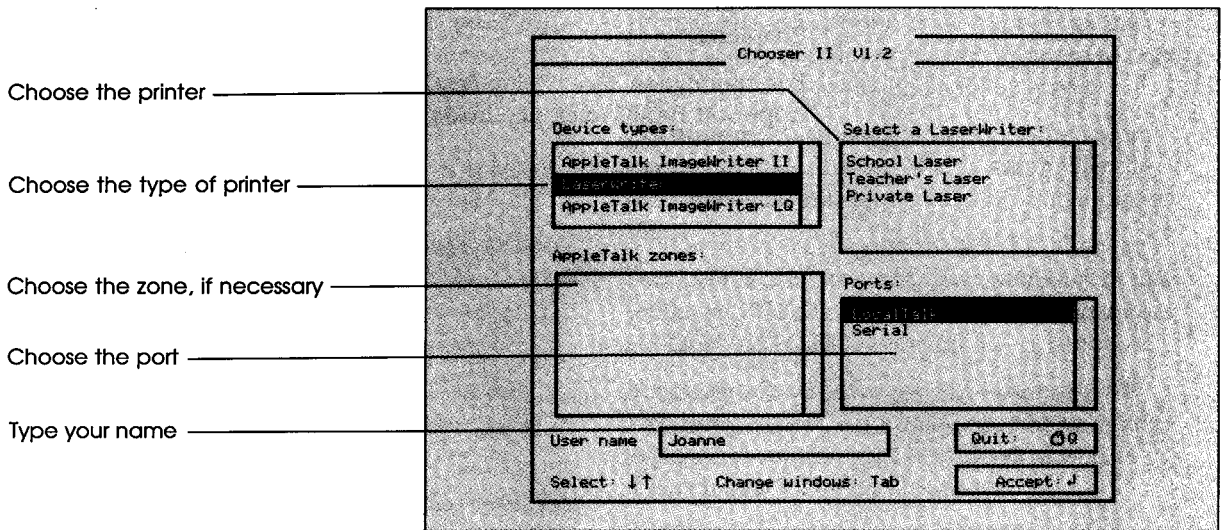 Chooser II V1.2
Choose the printer
Device types:
Select a LaserWriter:
AppleTalk ImageWriter II
LaserWriter
AppleTalk ImageWriter LQ
School Laser
Teacher's Laser
Private Laser
Choose the type of printer
AppleTalk zones:
Choose the zone, if necessary
Ports:
LocalTalk
Serial
Choose the port
Type your name
User name
Joanne
Quit: Q
Select: ↓↑
Change windows: Tab
Accept: ↵